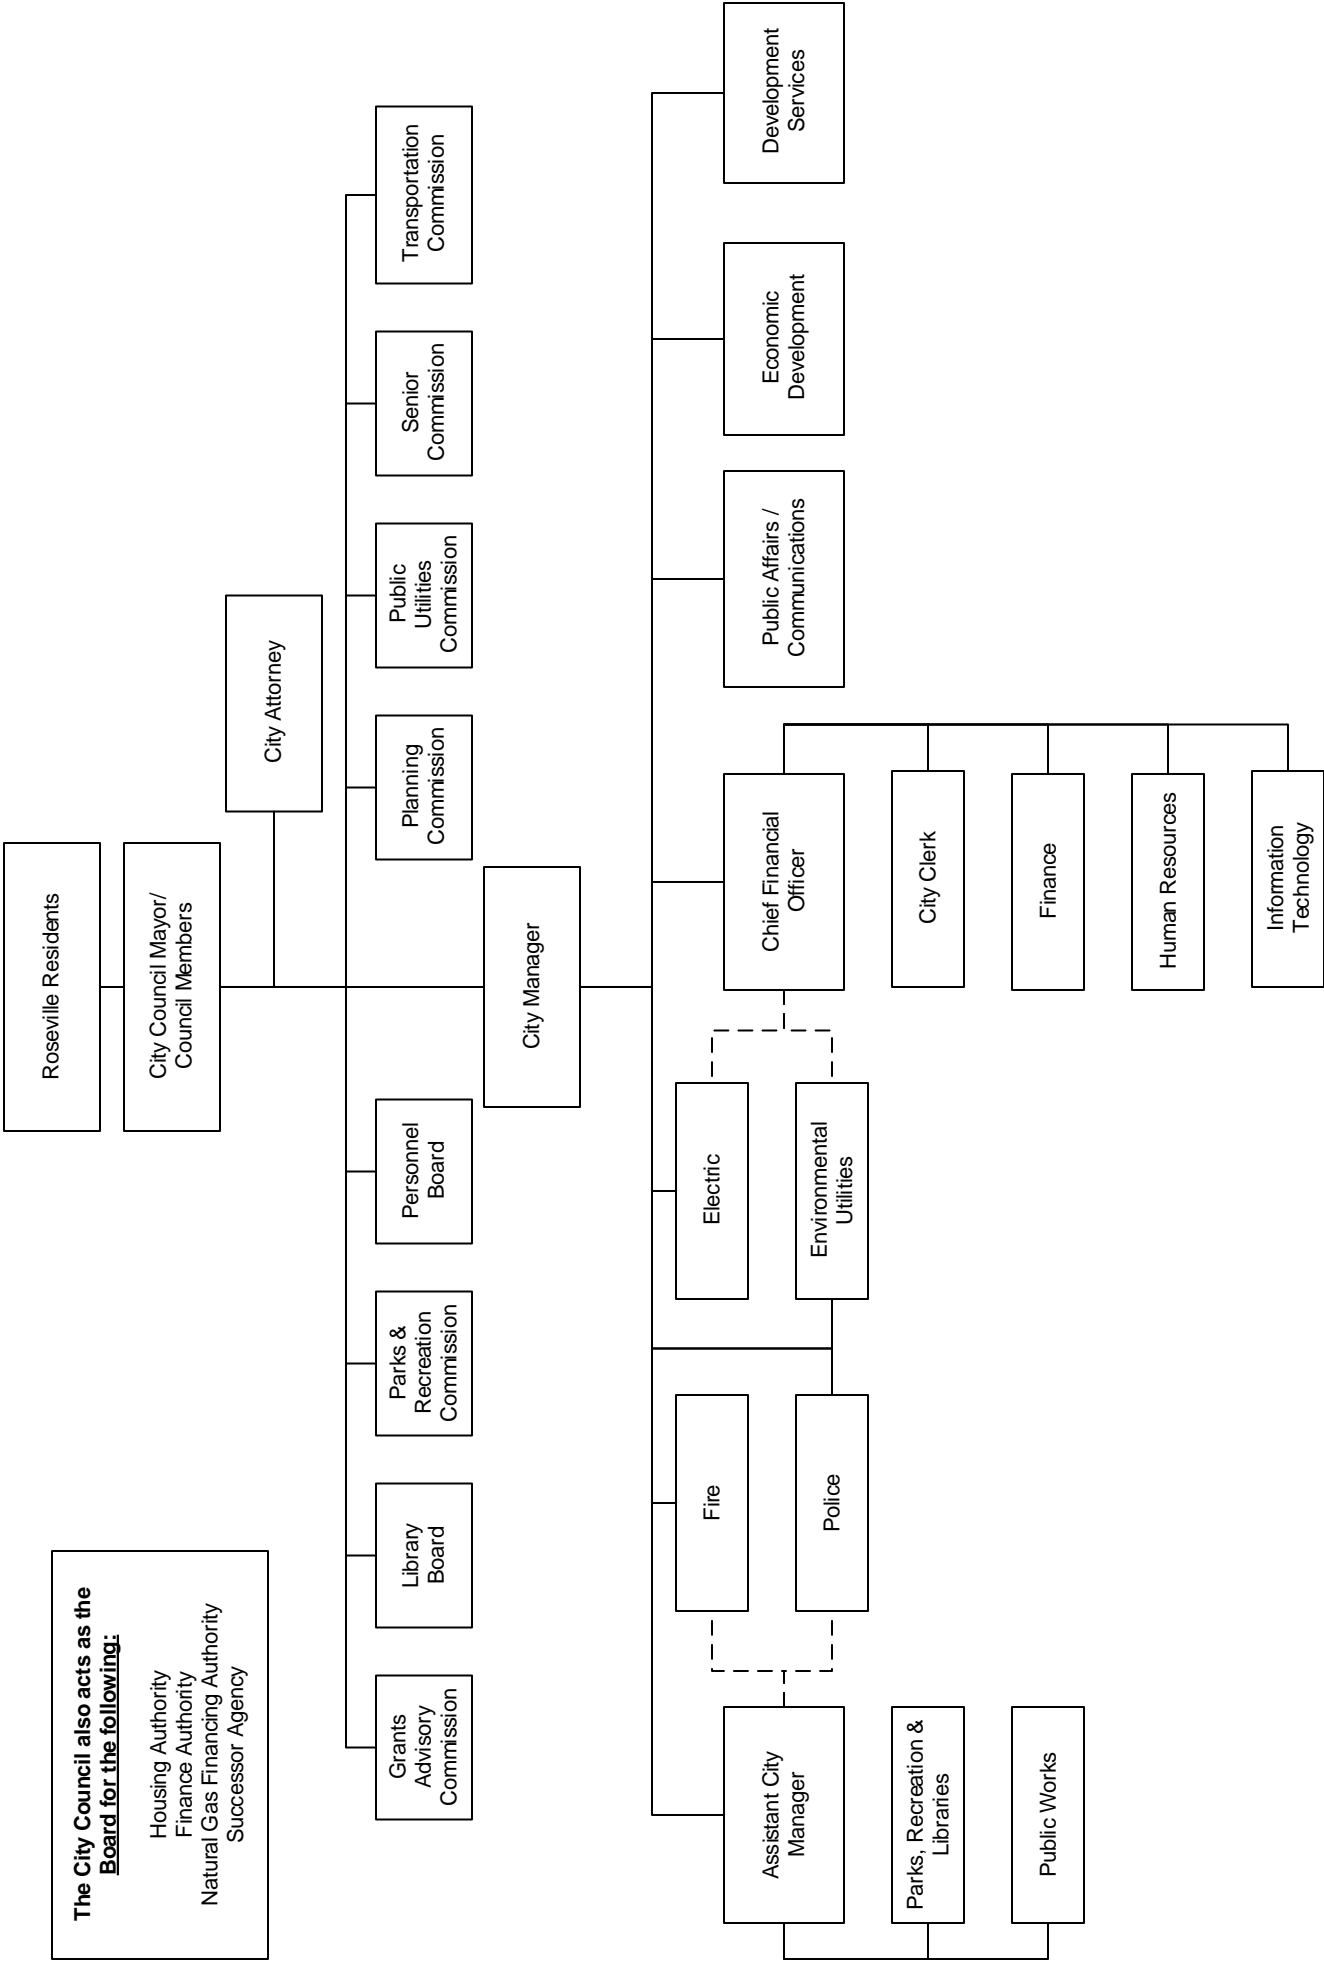 The City Council also acts as the
Board for the following:
Housing Authority
Finance Authority
Natural Gas Financing Authority
Successor Agency
Roseville Residents
City Council Mayor/
Council Members
City Attorney
Grants
Advisory
Commission
Library
Board
Parks &
Recreation
Commission
Personnel
Board
Planning
Commission
Public
Utilities
Commission
Senior
Commission
Transportation
Commission
City Manager
Assistant City
Manager
Parks, Recreation &
Libraries
Public Works
Fire
Police
Electric
Environmental
Utilities
Chief Financial
Officer
City Clerk
Finance
Human Resources
Information
Technology
Public Affairs /
Communications
Economic
Development
Development
Services